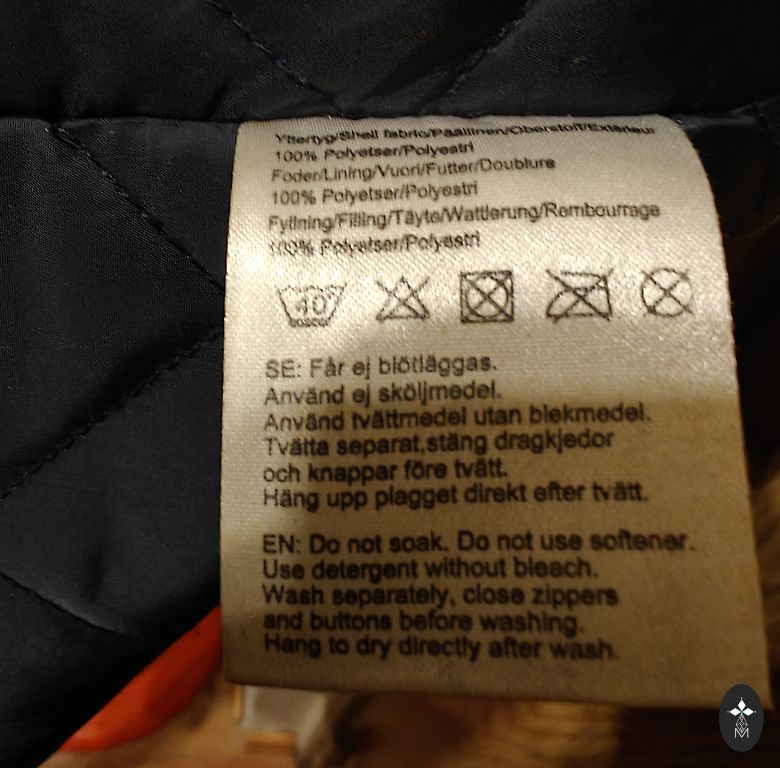 Yttertyg/Shell fabric/Päällinen/Oberstoff/Extérieur
100% Polyetser/Polyestri
Foder/Lining/Vuori/Futter/Doublure
100% Polyetser/Polyestri
Fyllning/Filling/Täyte/Wattierung/Rembourrage
100% Polyetser/Polyestri
40°
SE: Får ej blötläggas.
Använd ej sköljmedel.
Använd tvättmedel utan blekmedel.
Tvätta separat,stäng dragkjedor
och knappar före tvätt.
Häng upp plagget direkt efter tvätt.
EN: Do not soak. Do not use softener.
Use detergent without bleach.
Wash separately, close zippers
and buttons before washing.
Hang to dry directly after wash.
M